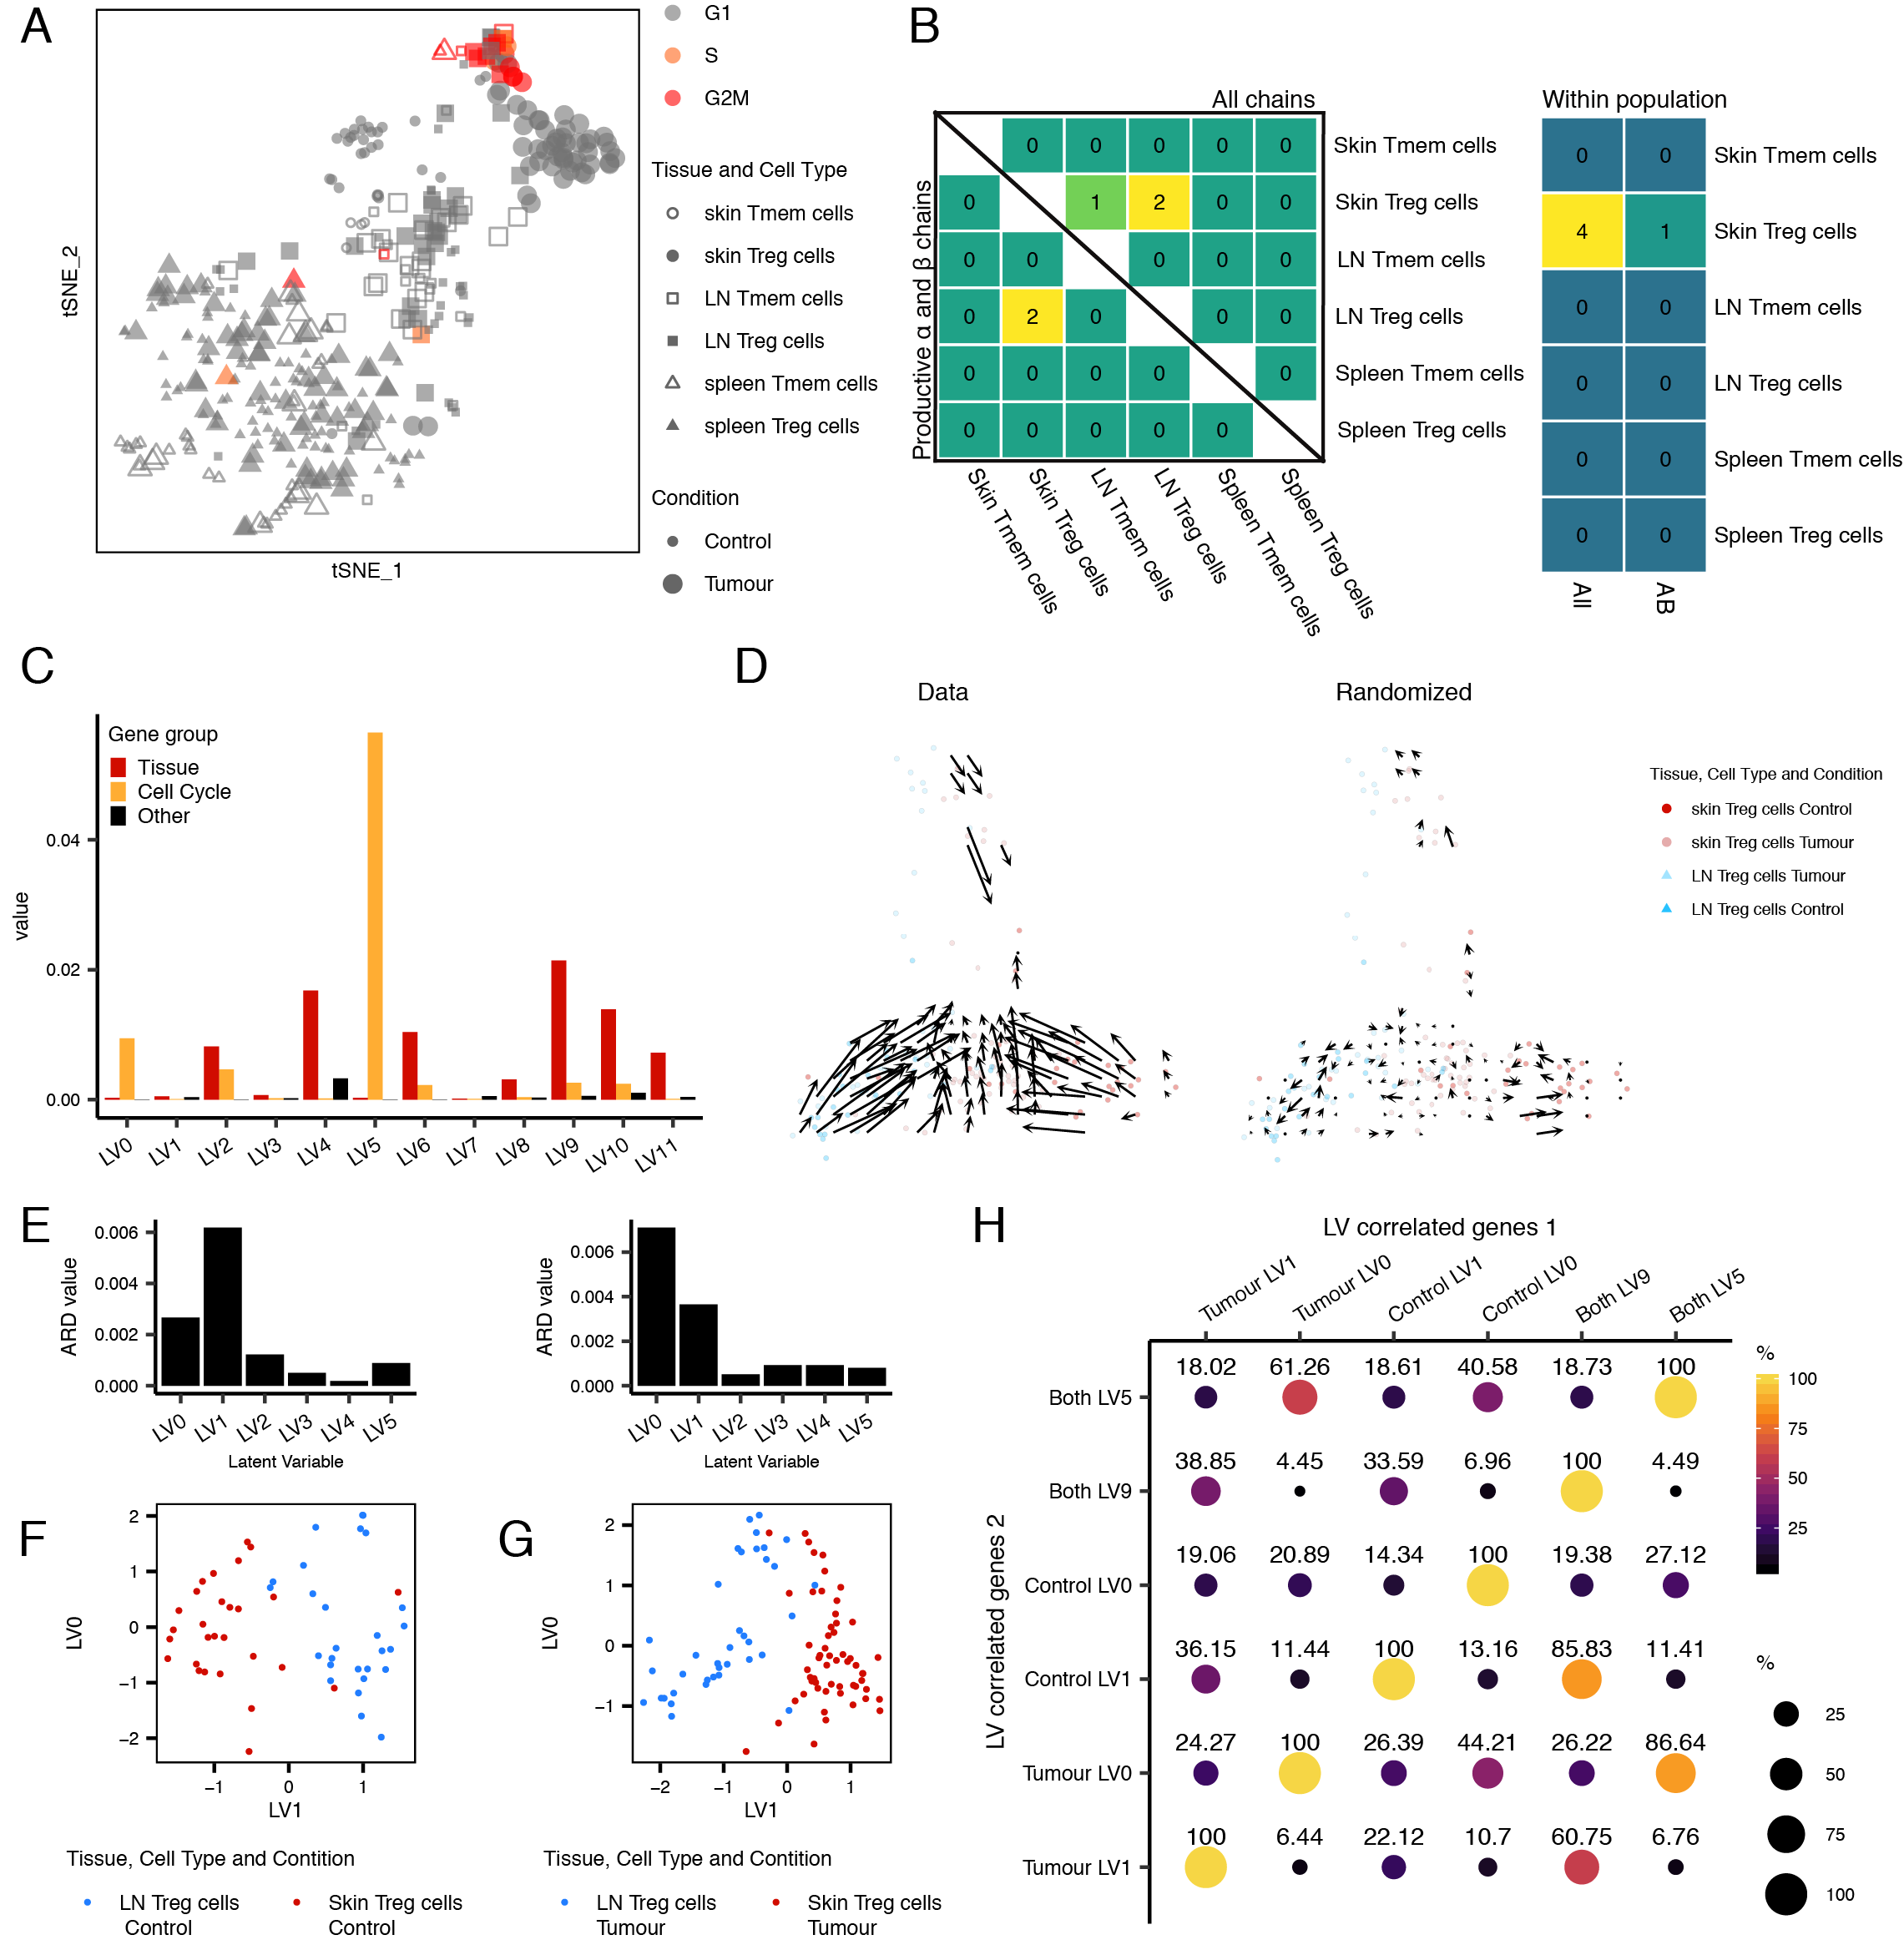 A
tSNE_2
tSNE_1
G1
S
G2M
Tissue and Cell Type
skin Tmem cells
skin Treg cells
LN Tmem cells
LN Treg cells
spleen Tmem cells
spleen Treg cells
Condition
Control
Tumour
B
All chains
Productive α and β chains
0 0 0 0 0 Skin Tmem cells
0 1 2 0 0 Skin Treg cells
0 0 0 0 0 LN Tmem cells
0 2 0 0 0 LN Treg cells
0 0 0 0 0 Spleen Tmem cells
0 0 0 0 0 Spleen Treg cells
Skin Tmem cells
Skin Treg cells
LN Tmem cells
LN Treg cells
Spleen Tmem cells
Spleen Treg cells
Within population
0 0 Skin Tmem cells
4 1 Skin Treg cells
0 0 LN Tmem cells
0 0 LN Treg cells
0 0 Spleen Tmem cells
0 0 Spleen Treg cells
All AB
C
Gene group
Tissue
Cell Cycle
Other
value
0.04
0.02
0.00
LV0 LV1 LV2 LV3 LV4 LV5 LV6 LV7 LV8 LV9 LV10 LV11
D
Data
Randomized
Tissue, Cell Type and Condition
skin Treg cells Control
skin Treg cells Tumour
LN Treg cells Tumour
LN Treg cells Control
E
ARD value
0.006
0.004
0.002
0.000
LV0 LV1 LV2 LV3 LV4 LV5
Latent Variable
ARD value
0.006
0.004
0.002
0.000
LV0 LV1 LV2 LV3 LV4 LV5
Latent Variable
F
LV0
2
1
0
−1
−2
−1 0 1
LV1
Tissue, Cell Type and Contition
LN Treg cells
Control
Skin Treg cells
Control
G
LV0
2
1
0
−1
−2 −1 0 1
LV1
Tissue, Cell Type and Contition
LN Treg cells
Tumour
Skin Treg cells
Tumour
H
LV correlated genes 1
Tumour LV1 Tumour LV0 Control LV1 Control LV0 Both LV9 Both LV5
LV correlated genes 2
18.02 61.26 18.61 40.58 18.73 100
Both LV5
38.85 4.45 33.59 6.96 100 4.49
Both LV9
19.06 20.89 14.34 100 19.38 27.12
Control LV0
36.15 11.44 100 13.16 85.83 11.41
Control LV1
24.27 100 26.39 44.21 26.22 86.64
Tumour LV0
100 6.44 22.12 10.7 60.75 6.76
Tumour LV1
%
100
75
50
25
%
25
50
75
100